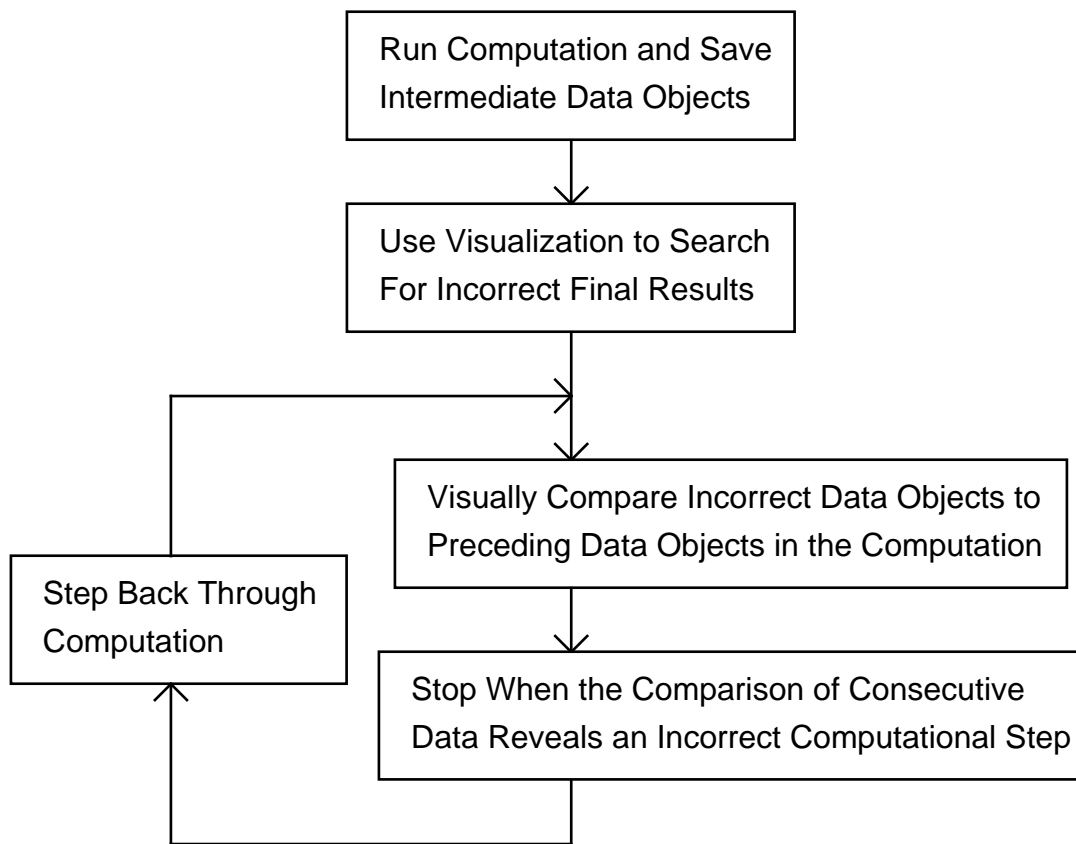 Run Computation and Save
Intermediate Data Objects
Use Visualization to Search
For Incorrect Final Results
Visually Compare Incorrect Data Objects to
Preceding Data Objects in the Computation
Step Back Through
Computation
Stop When the Comparison of Consecutive
Data Reveals an Incorrect Computational Step